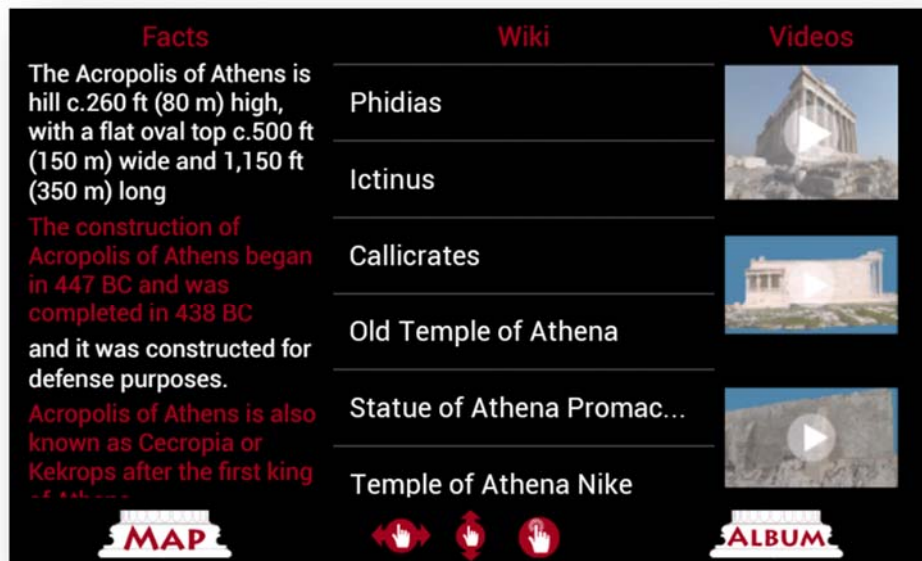 Facts
The Acropolis of Athens is
hill c.260 ft (80 m) high,
with a flat oval top c.500 ft
(150 m) wide and 1,150 ft
(350 m) long
The construction of
Acropolis of Athens began
in 447 BC and was
completed in 438 BC
and it was constructed for
defense purposes.
Acropolis of Athens is also
known as Cecropia or
Kekrops after the first king
of Athens
Wiki
Phidias
Ictinus
Callicrates
Old Temple of Athena
Statue of Athena Promac...
Temple of Athena Nike
Videos
MAP
ALBUM